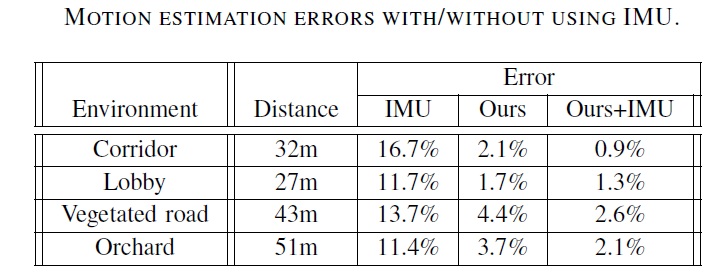 MOTION ESTIMATION ERRORS WITH/WITHOUT USING IMU.
Error
Environment Distance IMU Ours Ours+IMU
Corridor 32m 16.7% 2.1% 0.9%
Lobby 27m 11.7% 1.7% 1.3%
Vegetated road 43m 13.7% 4.4% 2.6%
Orchard 51m 11.4% 3.7% 2.1%